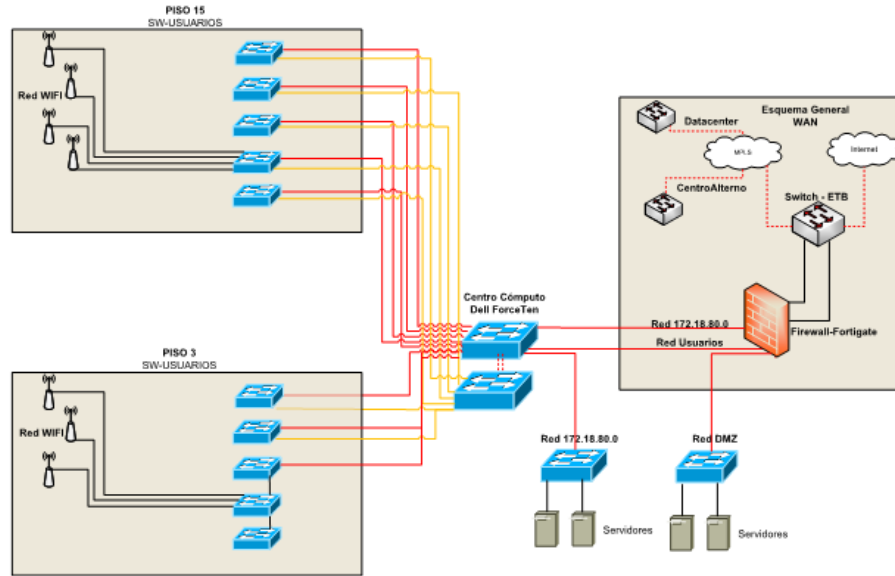 PISO 15
SW-USUARIOS
Red WIFI
Esquema General
WAN
Datacenter
MPLS
Internet
CentroAlterno
Switch - ETB
Centro Cómputo
Dell ForceTen
Red 172.18.80.0
Firewall-Fortigate
Red Usuarios
PISO 3
SW-USUARIOS
Red WIFI
Red 172.18.80.0
Red DMZ
Servidores
Servidores